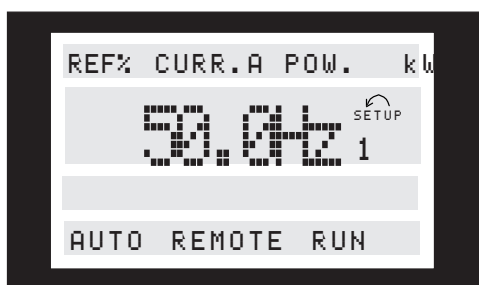 REF% CURR.A POW. kW
50.0Hz SETUP
1
AUTO REMOTE RUN